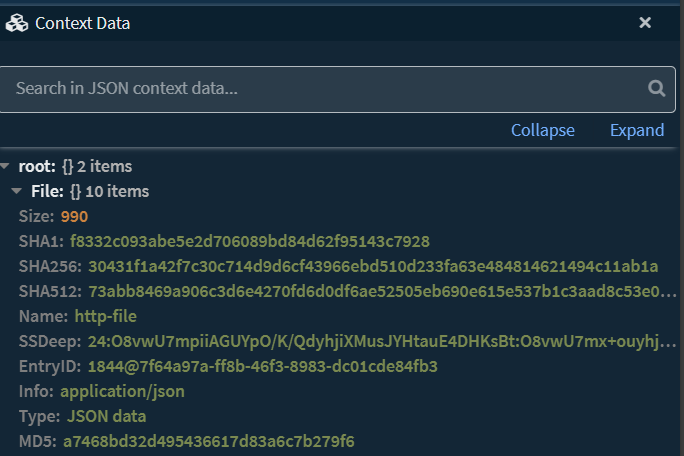 Context Data
Search in JSON context data...
Collapse Expand
root: {} 2 items
File: {} 10 items
Size: 990
SHA1: f8332c093abe5e2d706089bd84d62f95143c7928
SHA256: 30431f1a42f7c30c714d9d6cf43966ebd510d233fa63e484814621494c11ab1a
SHA512: 73abb8469a906c3d6e4270fd6d0df6ae52505eb690e615e537b1c3aad8c53e0...
Name: http-file
SSDeep: 24:O8vwU7mpiiAGUYpO/K/QdyhjiXMusJYHtauE4DHKsBt:O8vwU7mx+ouyhj...
EntryID: 1844@7f64a97a-ff8b-46f3-8983-dc01cde84fb3
Info: application/json
Type: JSON data
MD5: a7468bd32d495436617d83a6c7b279f6